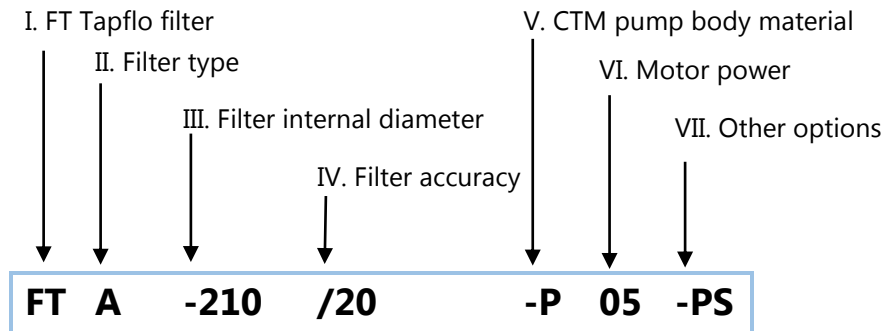 I. FT Tapflo filter
V. CTM pump body material
II. Filter type
VI. Motor power
III. Filter internal diameter
VII. Other options
IV. Filter accuracy
FT A -210 /20 -P 05 -PS